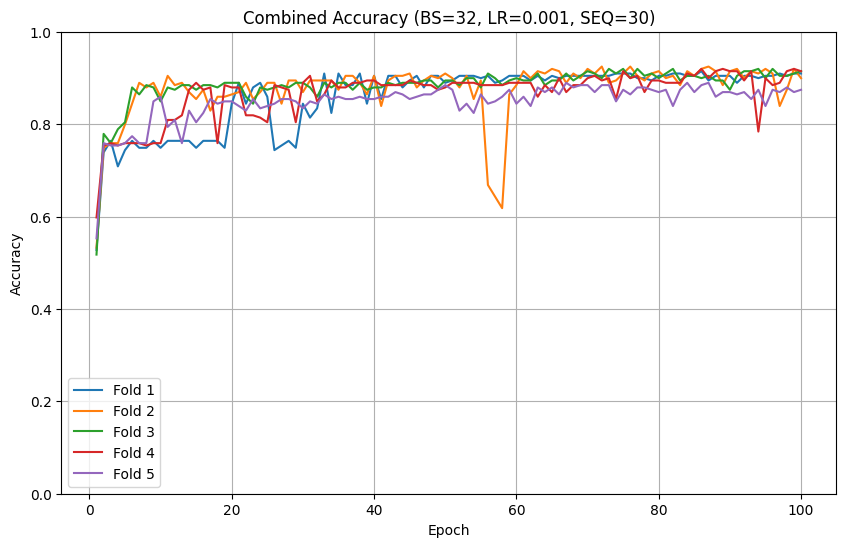 Combined Accuracy (BS=32, LR=0.001, SEQ=30)
1.0
0.8
0.6
0.4
0.2
0.0
Accuracy
Fold 1
Fold 2
Fold 3
Fold 4
Fold 5
0 20 40 60 80 100
Epoch